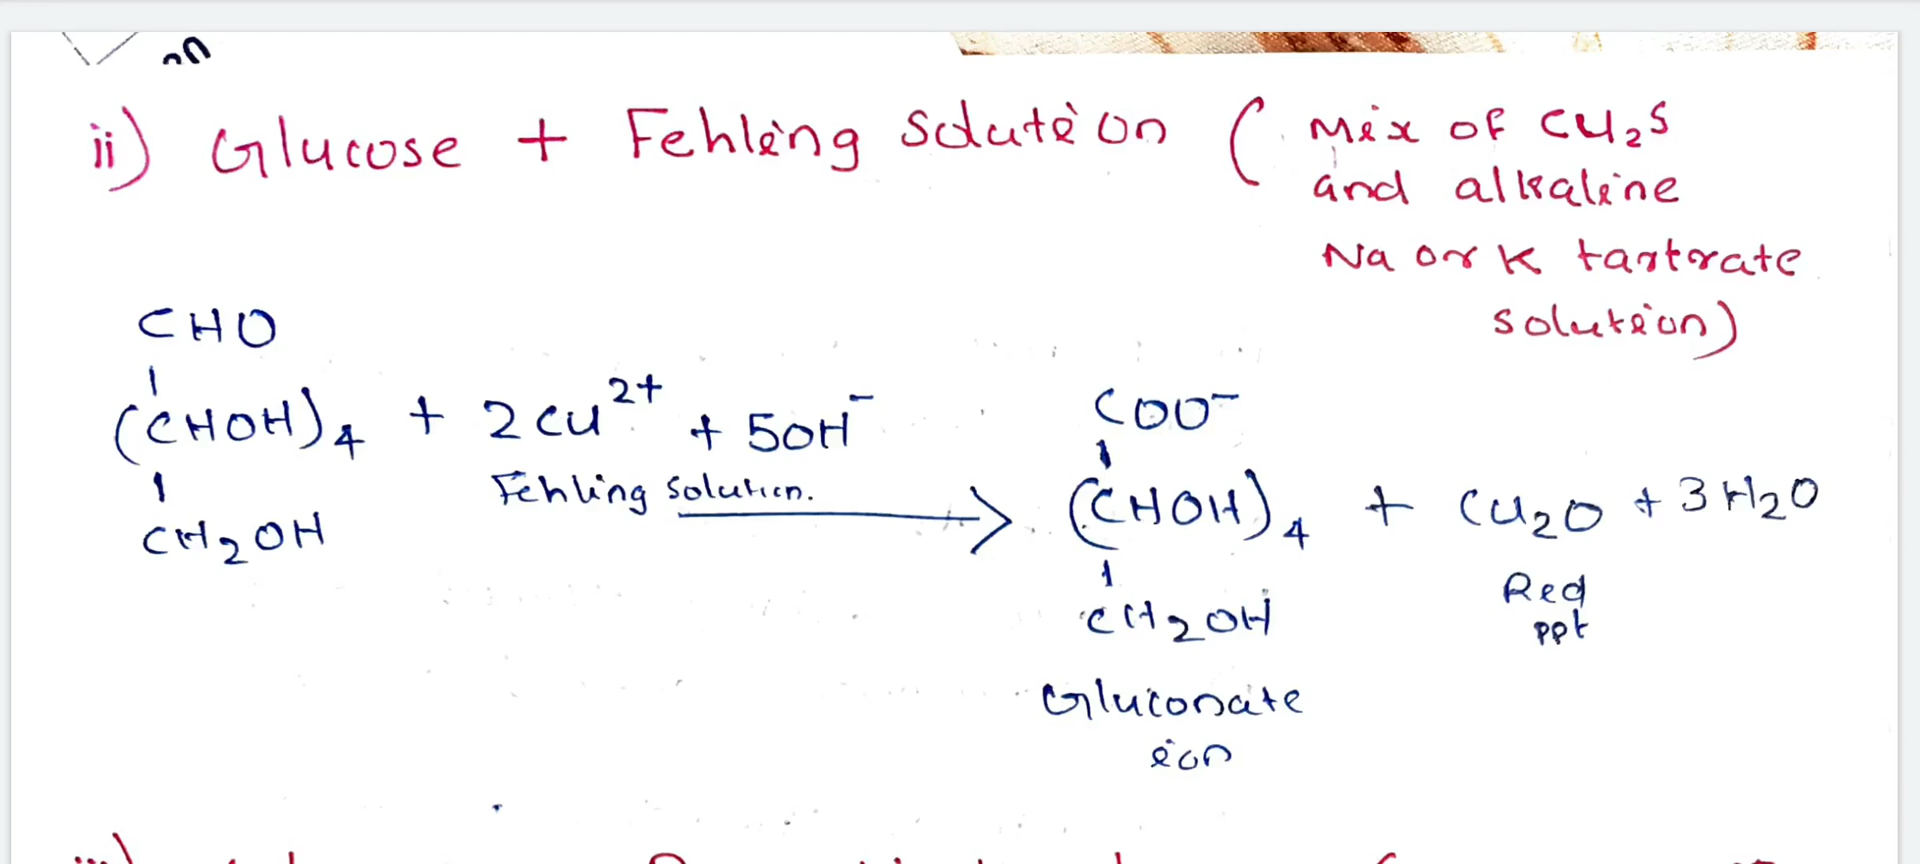 ii) Glucose + Fehling solution ( Mix of Cu₂S
and alkaline
Na or K tartrate
solution)
CHO
(CHOH)₄ + 2Cu²⁺ + 5OH⁻
CH₂OH
Fehling solution.
COO⁻
(CHOH)₄ + Cu₂O + 3H₂O
CH₂OH
Red
ppt
Gluconate
ion